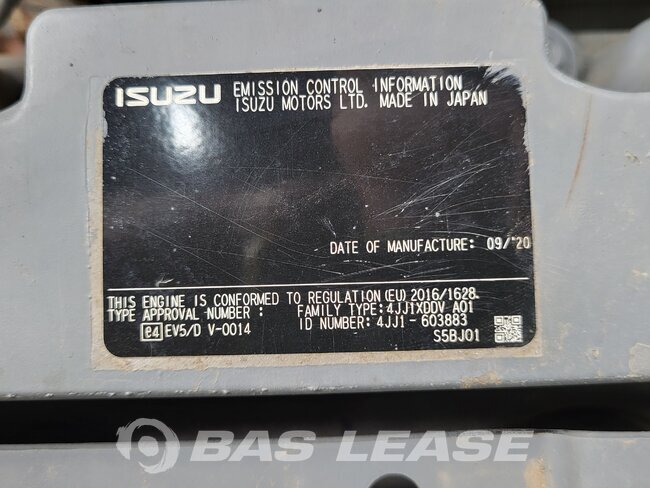 ISUZU EMISSION CONTROL INFORMATION
ISUZU MOTORS LTD. MADE IN JAPAN
DATE OF MANUFACTURE: 09/'20
THIS ENGINE IS CONFORMED TO REGULATION (EU) 2016/1628.
TYPE APPROVAL NUMBER : FAMILY TYPE: 4JJ1XDDV A01
e4 EV5/D V-0014 ID NUMBER: 4JJ1 - 603883
S5BJ01
BAS LEASE